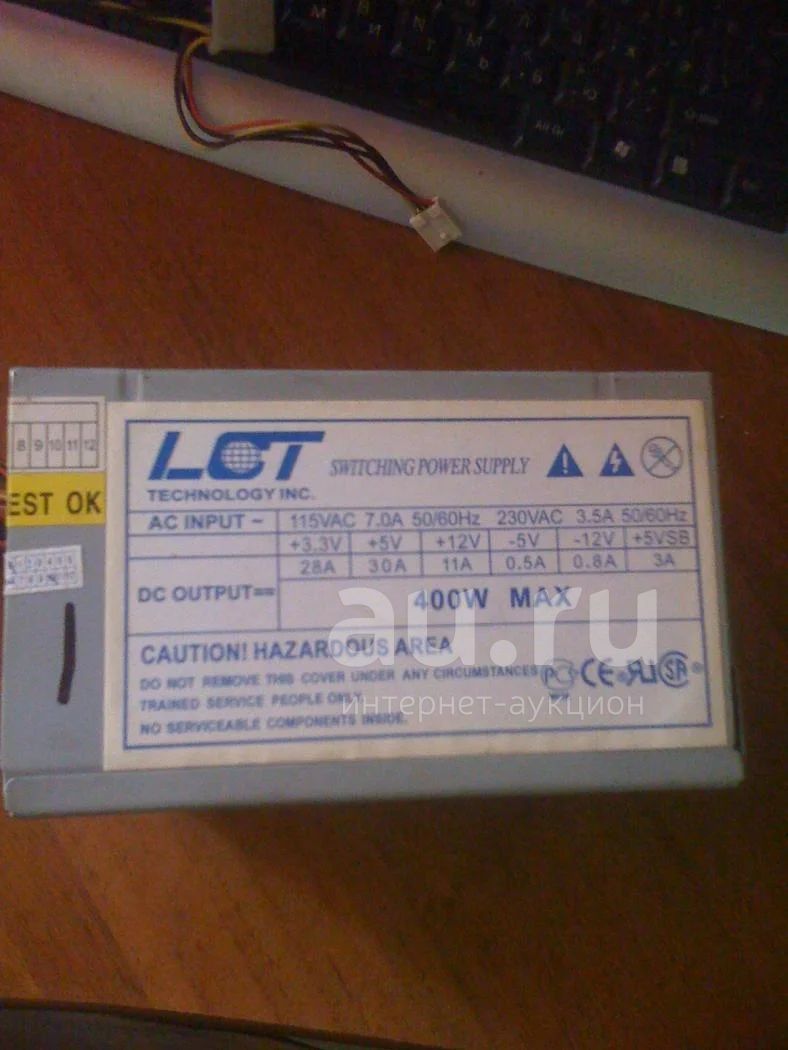 8 9 10 11 12
EST OK
LCT
TECHNOLOGY INC.
SWITCHING POWER SUPPLY
AC INPUT ~ 115VAC 7.0A 50/60Hz 230VAC 3.5A 50/60Hz
+3.3V +5V +12V -5V -12V +5VSB
DC OUTPUT== 28A 30A 11A 0.5A 0.8A 3A
400W MAX
CAUTION! HAZARDOUS AREA
DO NOT REMOVE THIS COVER UNDER ANY CIRCUMSTANCES
TRAINED SERVICE PEOPLE ONLY.
NO SERVICEABLE COMPONENTS INSIDE.
au.ru
интернет-аукцион
Alt Gr